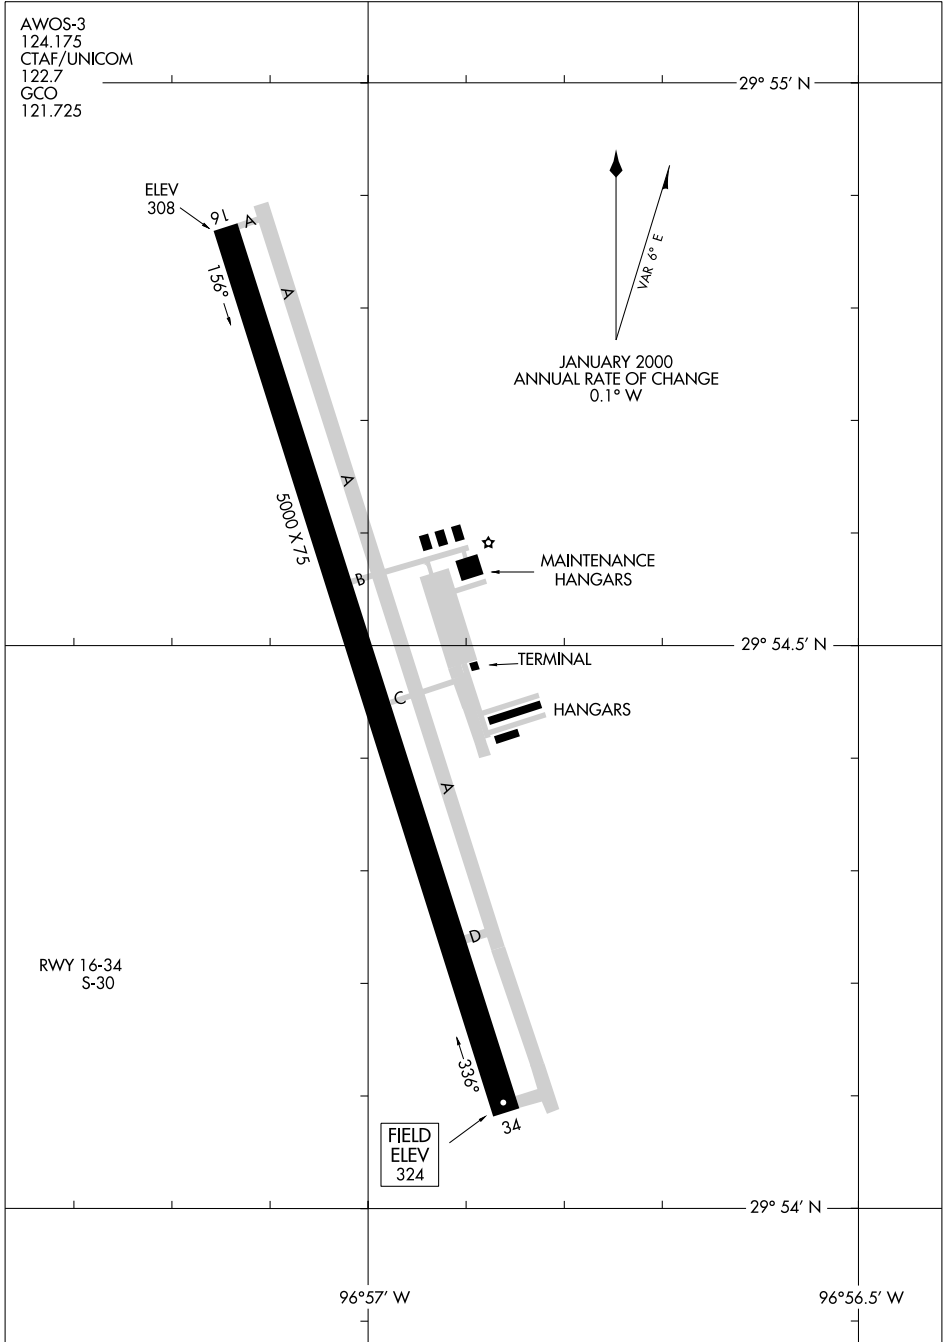 AWOS-3
124.175
CTAF/UNICOM
122.7
GCO
121.725
29° 55' N
ELEV
308
16
A
156°
A
VAR 6° E
JANUARY 2000
ANNUAL RATE OF CHANGE
0.1° W
A
5000 X 75
B
MAINTENANCE
HANGARS
29° 54.5' N
TERMINAL
C
HANGARS
A
D
RWY 16-34
S-30
336°
34
FIELD
ELEV
324
29° 54' N
96°57' W
96°56.5' W